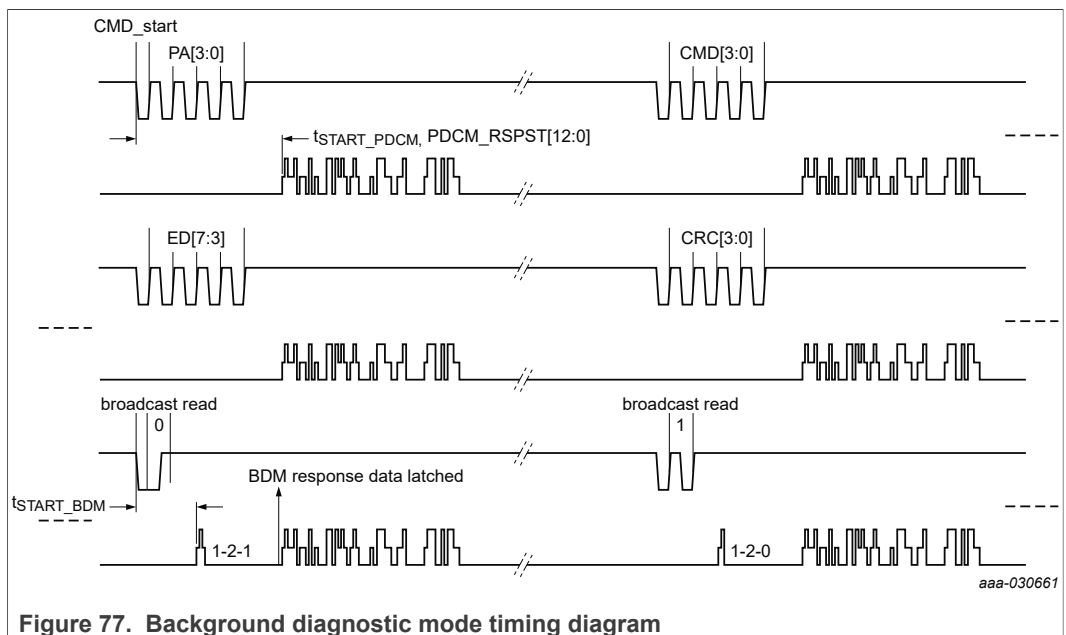 CMD_start
PA[3:0]
CMD[3:0]
tSTART_PDCM, PDCM_RSPST[12:0]
ED[7:3]
CRC[3:0]
broadcast read
0
broadcast read
1
BDM response data latched
tSTART_BDM
1-2-1
1-2-0
aaa-030661
Figure 77. Background diagnostic mode timing diagram